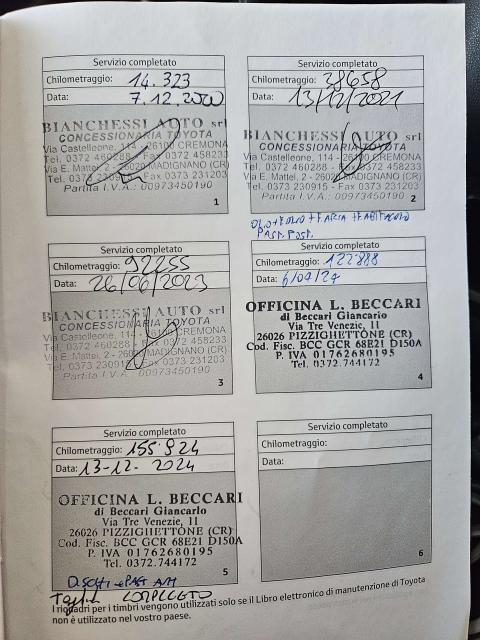 Servizio completato
Chilometraggio: 14.323
Data: 7.12.2020
BIANCHESSI AUTO srl
CONCESSIONARIA TOYOTA
Via Castelleone, 114 - 26100 CREMONA
Tel. 0372 460288 - Fax 0372 458233
Via E. Mattei, 2 - 26020 MADIGNANO (CR)
Tel. 0373 230915 - Fax 0373 231203
Partita I.V.A.: 00973450190
1
Servizio completato
Chilometraggio: 38658
Data: 13/12/2021
BIANCHESSI AUTO srl
CONCESSIONARIA TOYOTA
Via Castelleone, 114 - 26100 CREMONA
Tel. 0372 460288 - Fax 0372 458233
Via E. Mattei, 2 - 26020 MADIGNANO (CR)
Tel. 0373 230915 - Fax 0373 231203
Partita I.V.A.: 00973450190
2
Servizio completato
Chilometraggio: 92255
Data: 26/06/2023
BIANCHESSI AUTO srl
CONCESSIONARIA TOYOTA
Via Castelleone, 114 - 26100 CREMONA
Tel. 0372 460288 - Fax 0372 458233
Via E. Mattei, 2 - 26020 MADIGNANO (CR)
Tel. 0373 230915 - Fax 0373 231203
Partita I.V.A.: 00973450190
3
OLIO + F.OLIO + F ARIA + F ABITACOLO
PAST. POST.
Servizio completato
Chilometraggio: 122888
Data:
OFFICINA L. BECCARI
di Beccari Giancarlo
Via Tre Venezie, 11
26026 PIZZIGHETTONE (CR)
Cod. Fisc. BCC GCR 68E21 D150A
P. IVA 01762680195
Tel. 0372.744172
4
Servizio completato
Chilometraggio: 155924
Data: 13-12-2024
OFFICINA L. BECCARI
di Beccari Giancarlo
Via Tre Venezie, 11
26026 PIZZIGHETTONE (CR)
Cod. Fisc. BCC GCR 68E21 D150A
P. IVA 01762680195
Tel. 0372.744172
5
DISCHI + PAST
COMPLETO
Servizio completato
Chilometraggio:
Data:
6
I riquadri per i timbri vengono utilizzati solo se il Libro elettronico di manutenzione di Toyota
non è utilizzato nel vostro paese.